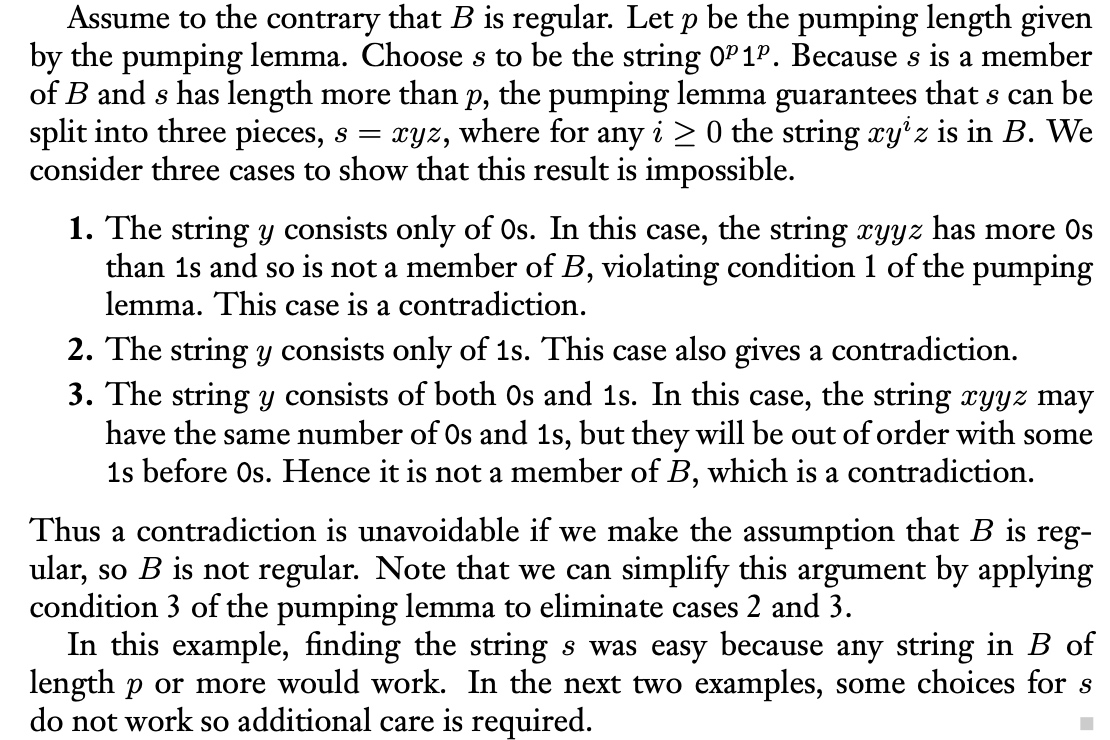 Assume to the contrary that B is regular. Let p be the pumping length given
by the pumping lemma. Choose s to be the string 0ᵖ1ᵖ. Because s is a member
of B and s has length more than p, the pumping lemma guarantees that s can be
split into three pieces, s = xyz, where for any i ≥ 0 the string xyⁱz is in B. We
consider three cases to show that this result is impossible.
1. The string y consists only of 0s. In this case, the string xyyz has more 0s
than 1s and so is not a member of B, violating condition 1 of the pumping
lemma. This case is a contradiction.
2. The string y consists only of 1s. This case also gives a contradiction.
3. The string y consists of both 0s and 1s. In this case, the string xyyz may
have the same number of 0s and 1s, but they will be out of order with some
1s before 0s. Hence it is not a member of B, which is a contradiction.
Thus a contradiction is unavoidable if we make the assumption that B is reg-
ular, so B is not regular. Note that we can simplify this argument by applying
condition 3 of the pumping lemma to eliminate cases 2 and 3.
In this example, finding the string s was easy because any string in B of
length p or more would work. In the next two examples, some choices for s
do not work so additional care is required.